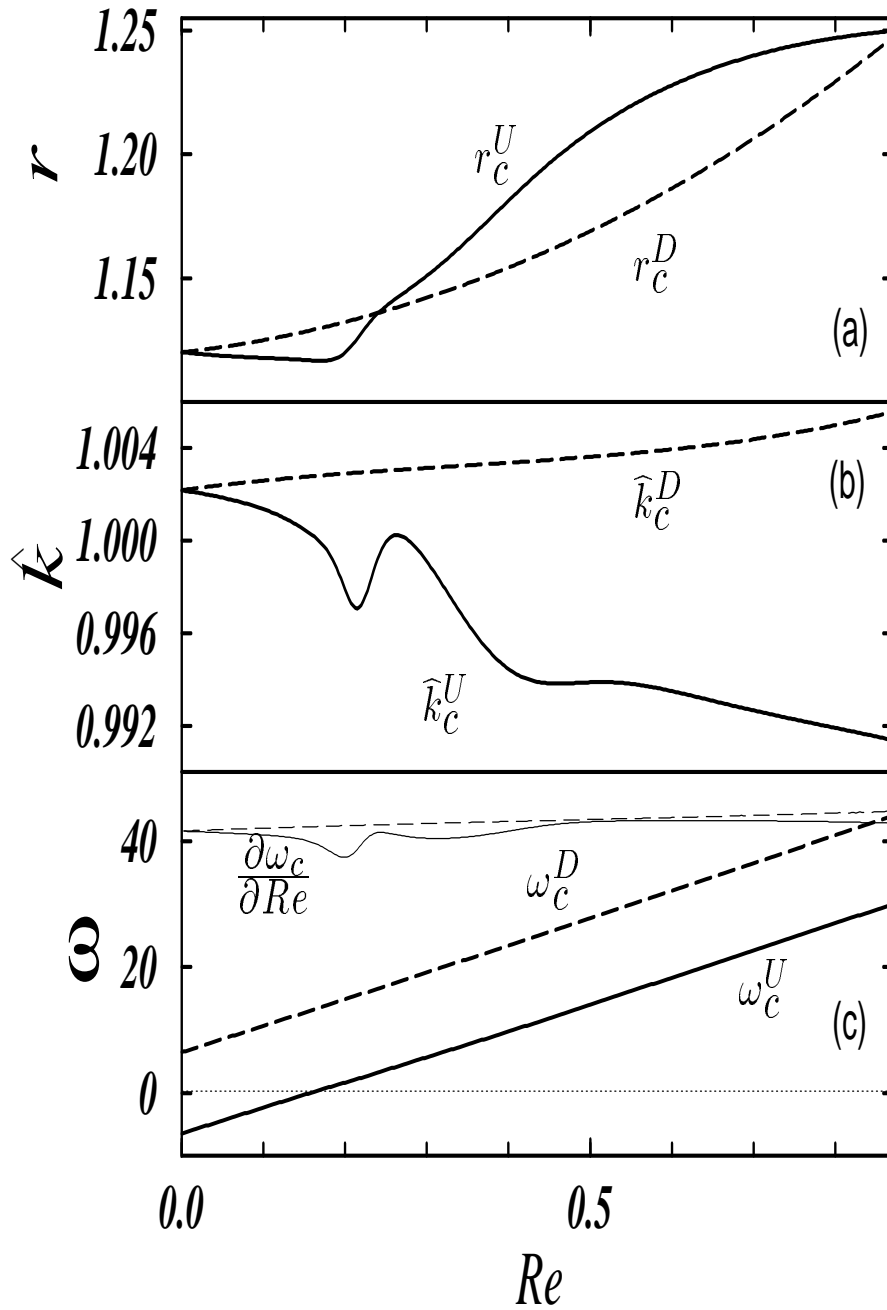 1.25
1.20
1.15
r
r_c^U
r_c^D
(a)
1.004
1.000
0.996
0.992
k̂
k̂_c^D
k̂_c^U
(b)
40
20
0
ω
∂ω_c
∂Re
ω_c^D
ω_c^U
(c)
0.0 0.5
Re